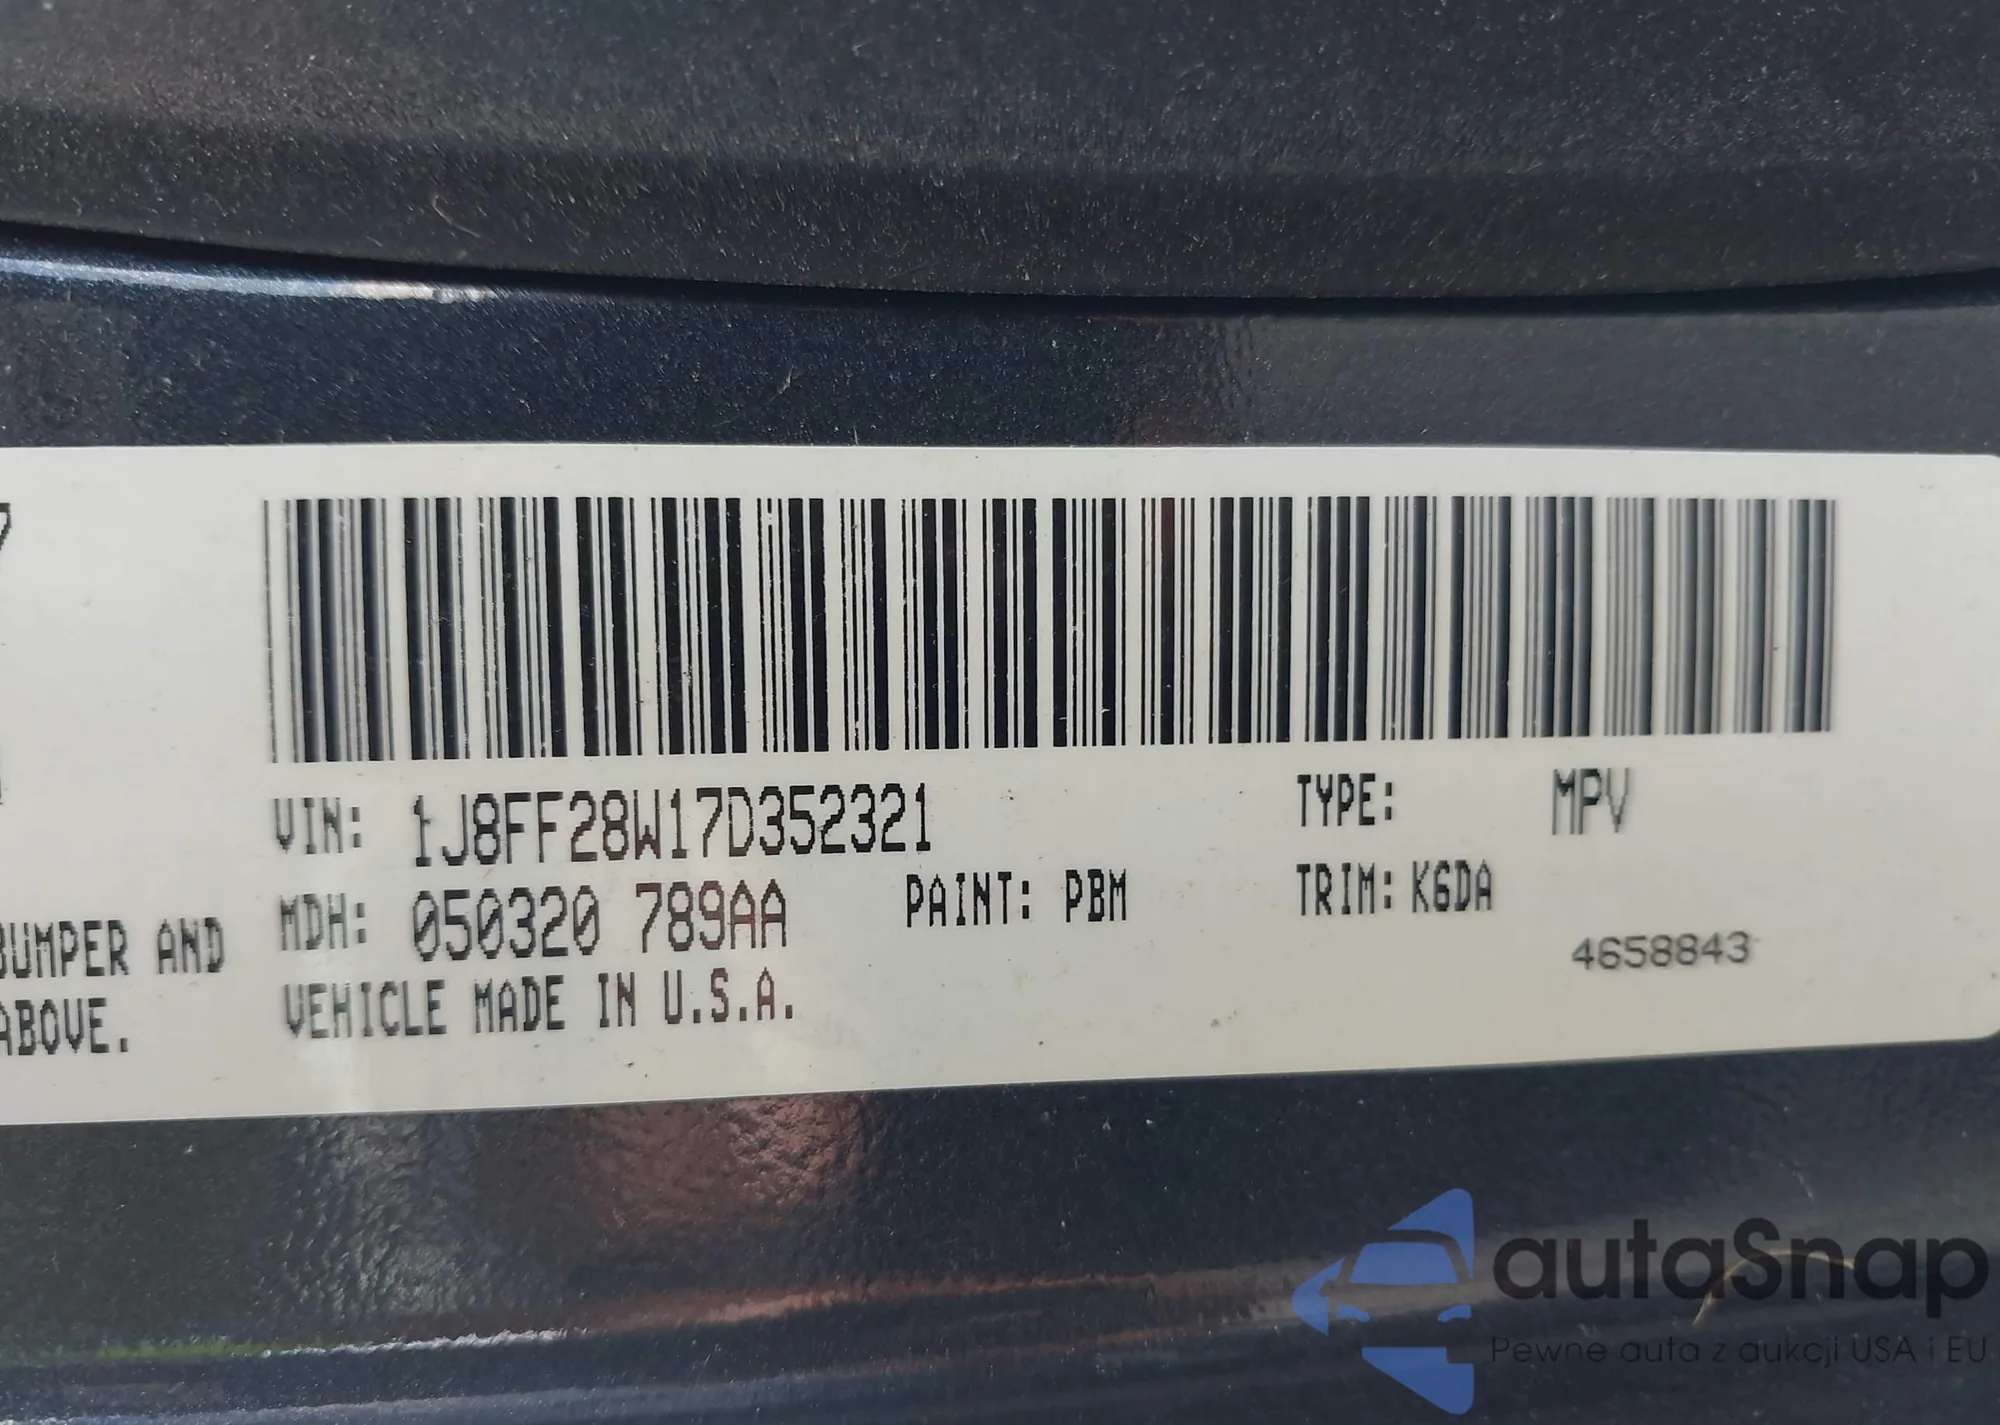 7
VIN: 1J8FF28W17D352321 TYPE: MPV
BUMPER AND MDH: 050320 789AA PAINT: PBM TRIM: K6DA
4658843
ABOVE. VEHICLE MADE IN U.S.A.
autaSnap
Pewne auta z aukcji USA i EU